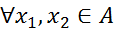 ∀x₁, x₂ ∈ A